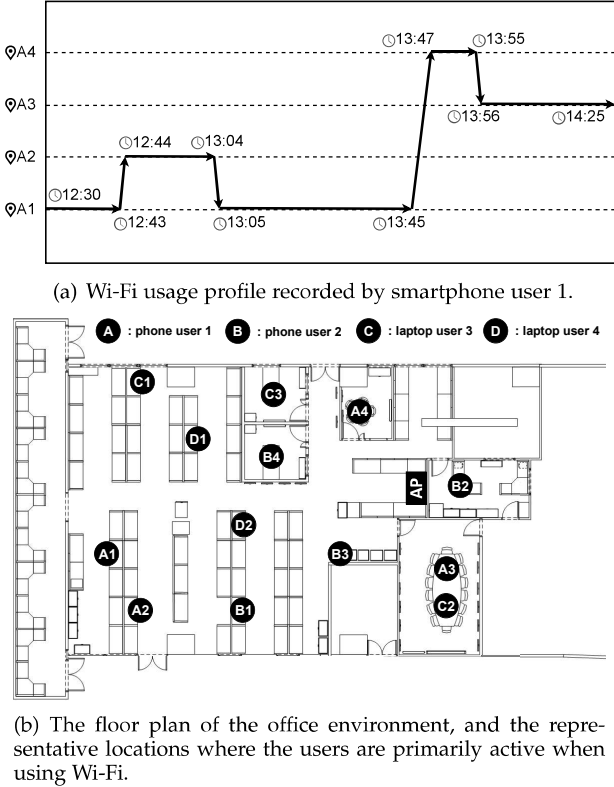 A4
13:47
13:55
A3
13:56
14:25
12:44
13:04
A2
12:30
A1
12:43
13:05
13:45
(a) Wi-Fi usage profile recorded by smartphone user 1.
A : phone user 1 B : phone user 2 C : laptop user 3 D : laptop user 4
C1
C3
A4
D1
B4
B2
AP
D2
A1
B3
A3
A2
B1
C2
(b) The floor plan of the office environment, and the repre-
sentative locations where the users are primarily active when
using Wi-Fi.